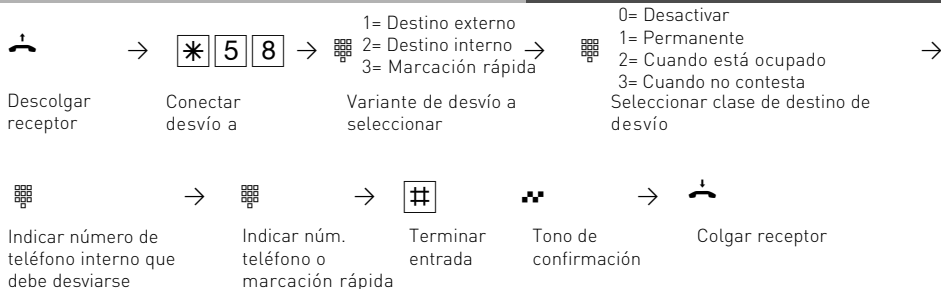 1= Destino externo
2= Destino interno
3= Marcación rápida
0= Desactivar
1= Permanente
2= Cuando está ocupado
3= Cuando no contesta
→ * 5 8 → → →
Descolgar
receptor
Conectar
desvío a
Variante de desvío a
seleccionar
Seleccionar clase de destino de
desvío
→ → # →
Indicar número de
teléfono interno que
debe desviarse
Indicar núm.
teléfono o
marcación rápida
Terminar
entrada
Tono de
confirmación
Colgar receptor